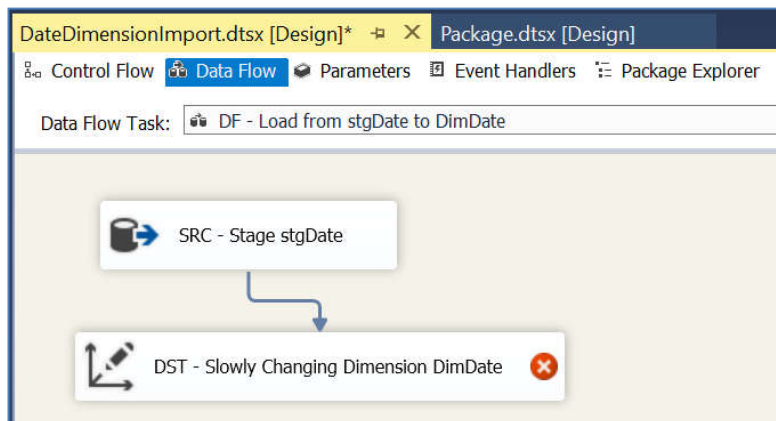 DateDimensionImport.dtsx [Design]* Package.dtsx [Design]
Control Flow Data Flow Parameters Event Handlers Package Explorer
Data Flow Task: DF - Load from stgDate to DimDate
SRC - Stage stgDate
DST - Slowly Changing Dimension DimDate